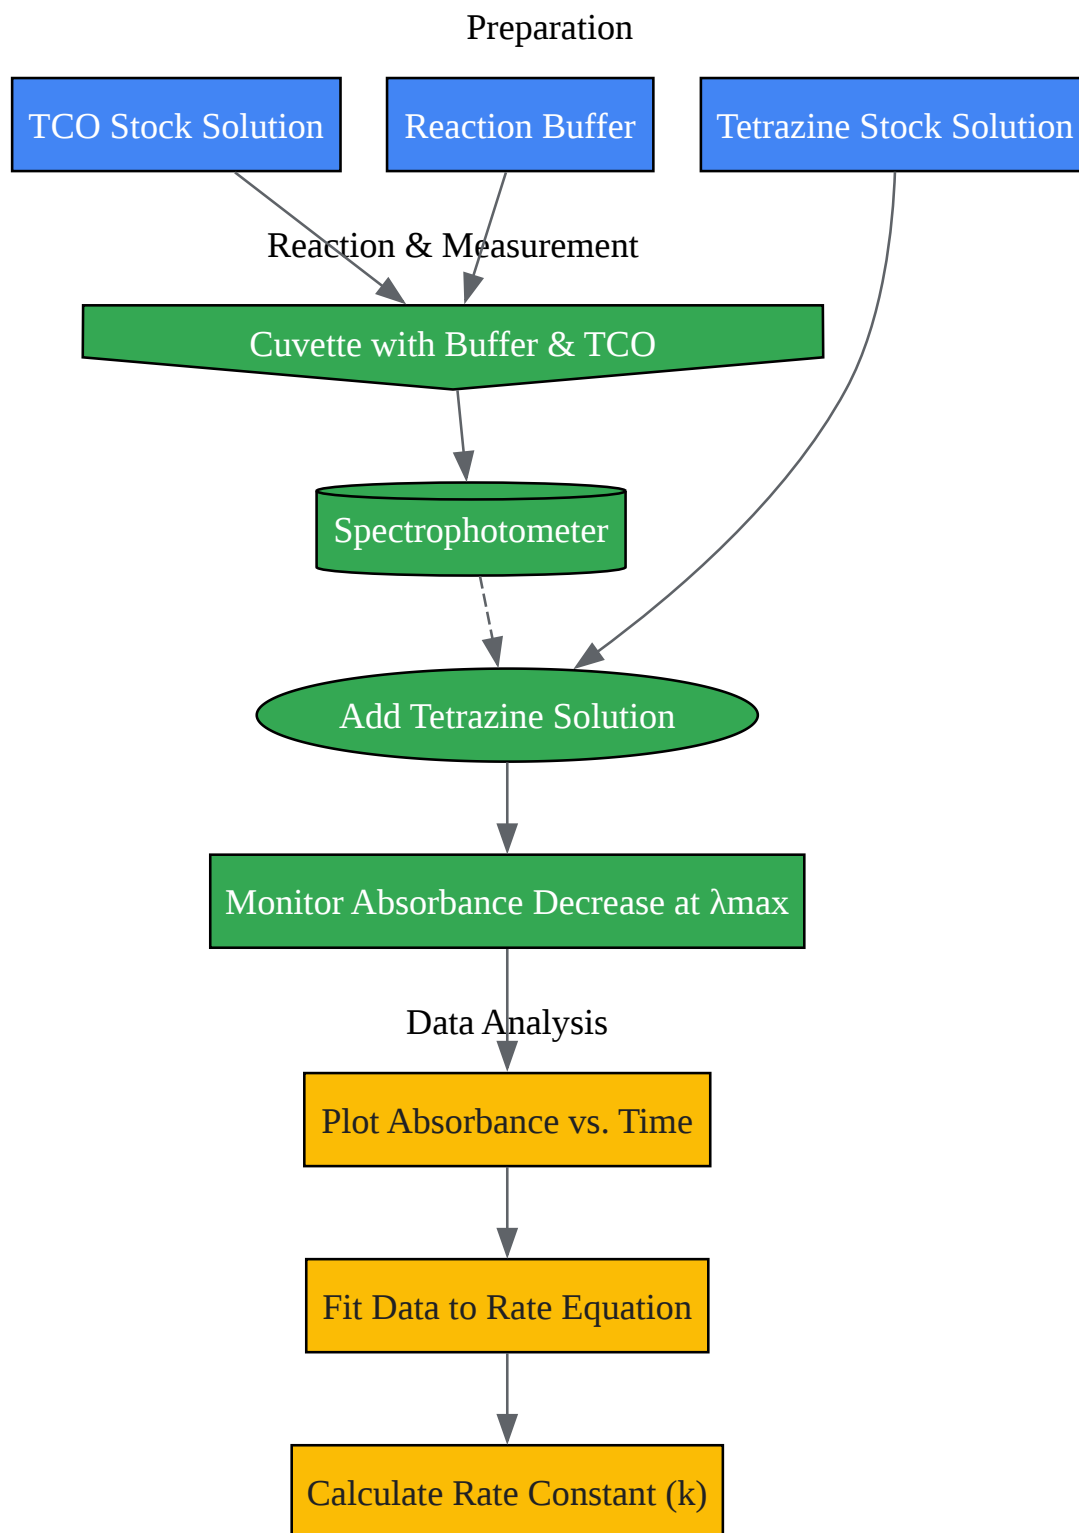 Preparation
TCO Stock Solution
Reaction Buffer
Tetrazine Stock Solution
Reaction & Measurement
Cuvette with Buffer & TCO
Spectrophotometer
Add Tetrazine Solution
Monitor Absorbance Decrease at λmax
Data Analysis
Plot Absorbance vs. Time
Fit Data to Rate Equation
Calculate Rate Constant (k)